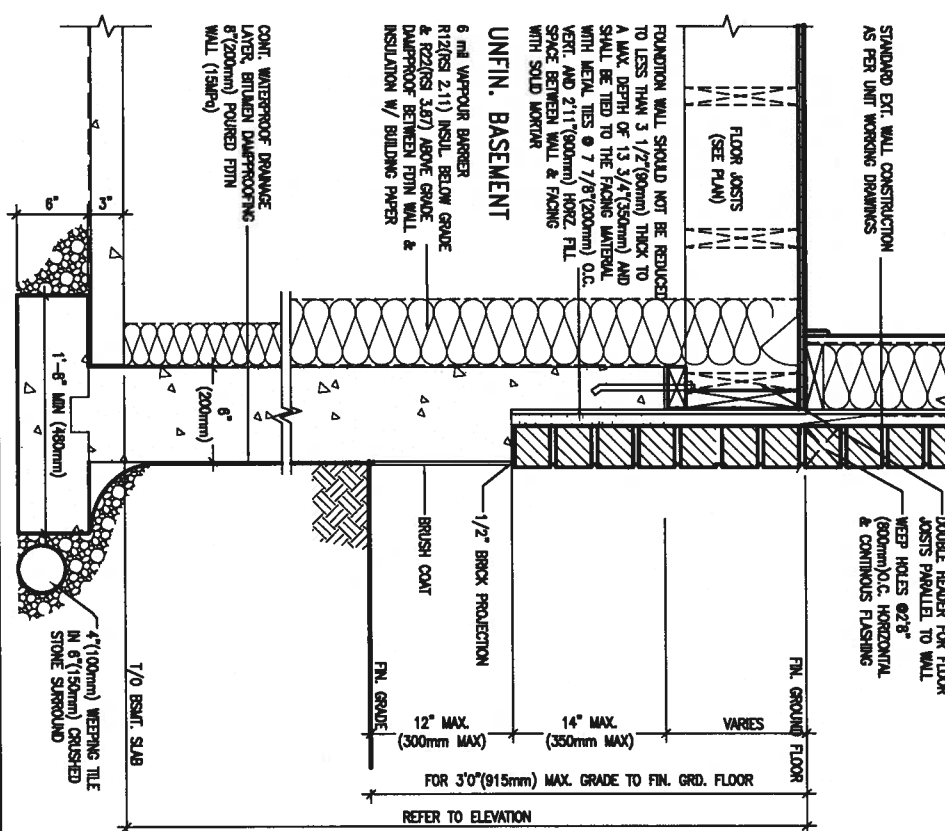 STANDARD EXT. WALL CONSTRUCTION
AS PER UNIT WORKING DRAWINGS
FLOOR JOISTS
(SEE PLAN)
FOUNDTION WALL SHOULD NOT BE REDUCED
TO LESS THAN 3 1/2"(90mm) THICK TO
A MAX. DEPTH OF 13 3/4"(350mm) AND
SHALL BE TIED TO THE FACING MATERIAL
WITH METAL TIES @ 7 7/8"(200mm) O.C.
VERT. AND 2'11"(900mm) HORZ. FILL
SPACE BETWEEN WALL & FACING
WITH SOLID MORTAR
UNFIN. BASEMENT
6 mil VAPPOUR BARRIER
R12(RSI 2.11) INSUL BELOW GRADE
& R22(RSI 3.87) ABOVE GRADE
DAMPPROOF BETWEEN FDTN WALL &
INSULATION W/ BUILDING PAPER
CONT. WATERPROOF DRAINAGE
LAYER, BITUMEN DAMPPROOFING
8"(200mm) POURED FDTN
WALL (15MPa)
6"
3"
1'-8" MIN (480mm)
6"
(200mm)
DOUBLE HEADER FOR FLOOR
JOISTS PARALLEL TO WALL
WEEP HOLES @2'8"
(800mm)O.C. HORIZONTAL
& CONTINOUS FLASHING
1/2" BRICK PROJECTION
BRUSH COAT
4"(100mm) WEEPING TILE
IN 6"(150mm) CRUSHED
STONE SURROUND
FIN. GROUND FLOOR
FIN. GRADE
T/O BSMT. SLAB
VARIES
14" MAX.
(350mm MAX)
12" MAX.
(300mm MAX)
FOR 3'0"(915mm) MAX. GRADE TO FIN. GRD. FLOOR
REFER TO ELEVATION